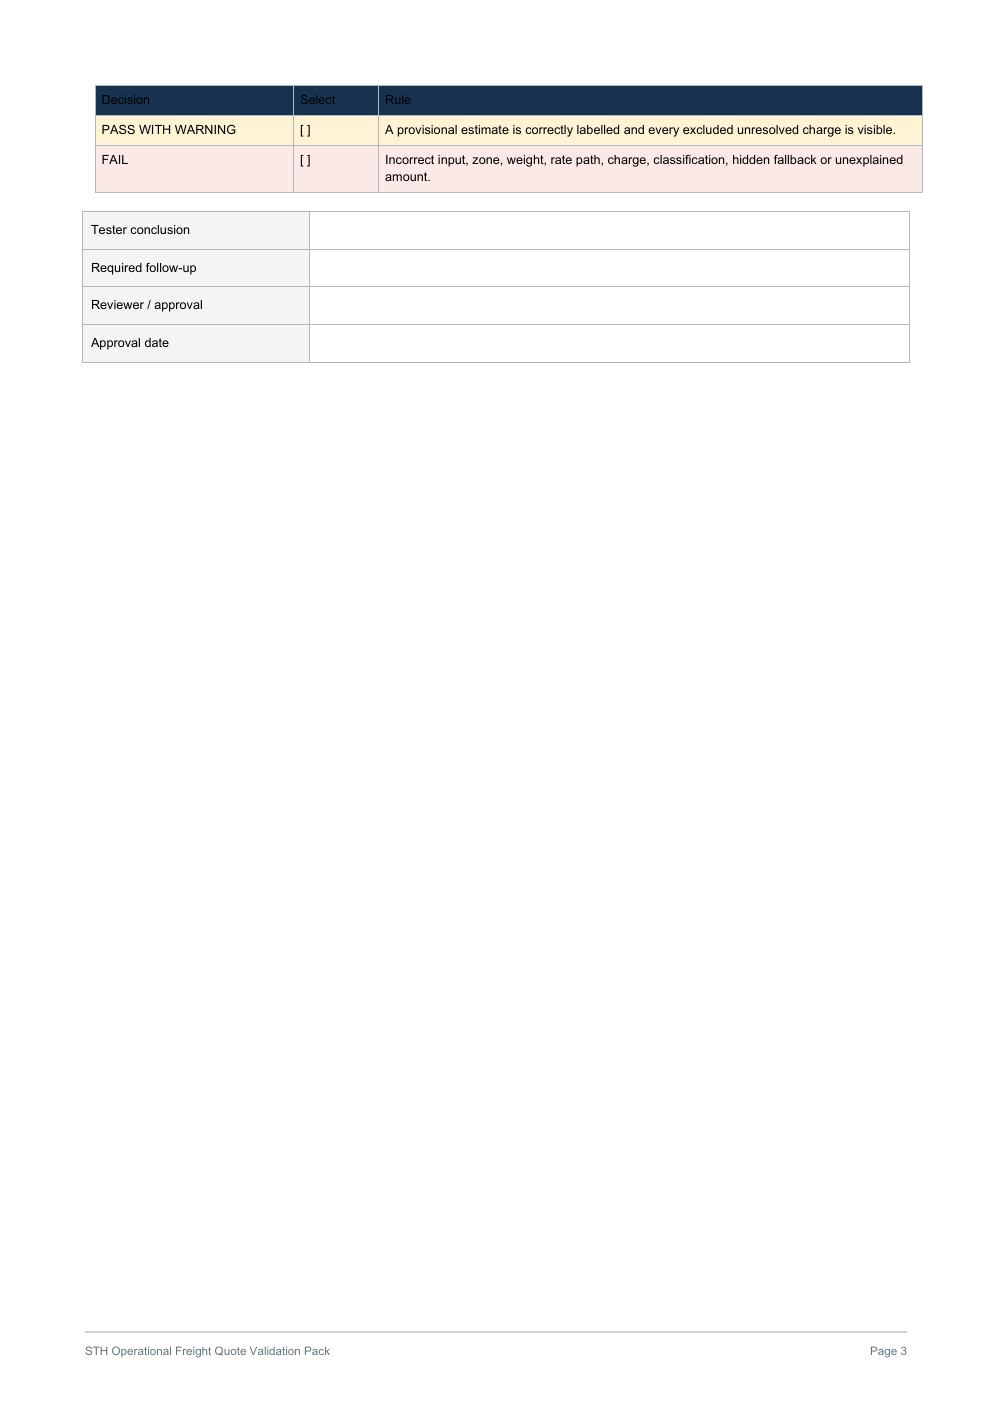 Decision Select Rule
PASS WITH WARNING [ ] A provisional estimate is correctly labelled and every excluded unresolved charge is visible.
FAIL [ ] Incorrect input, zone, weight, rate path, charge, classification, hidden fallback or unexplained
amount.
Tester conclusion
Required follow-up
Reviewer / approval
Approval date
STH Operational Freight Quote Validation Pack Page 3